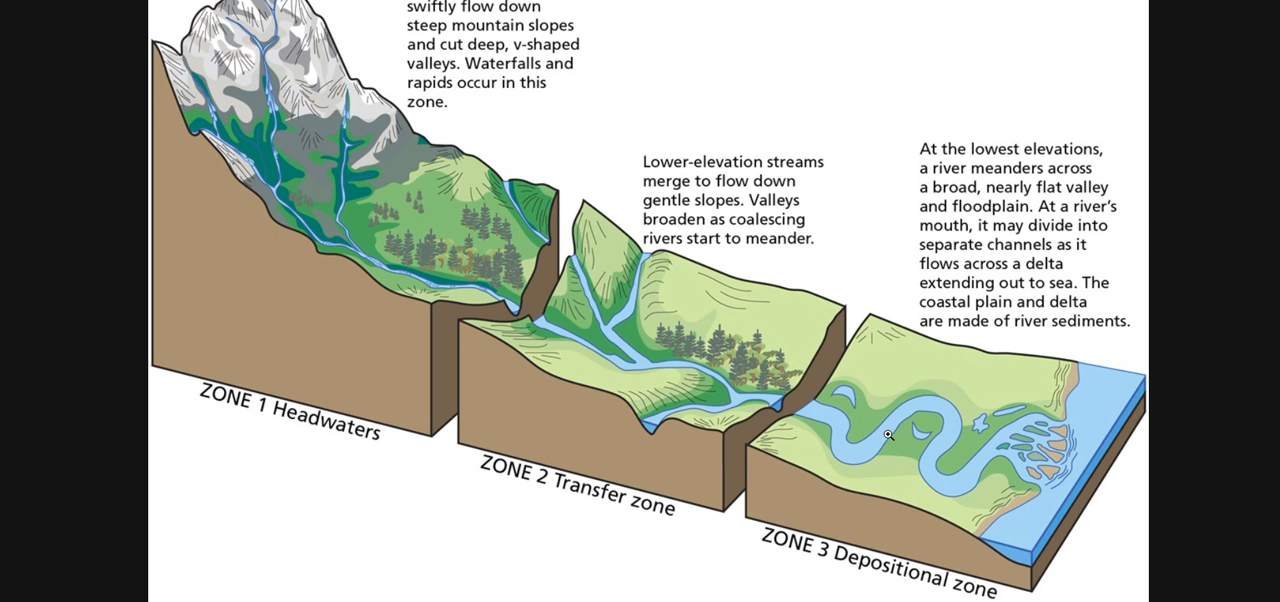 swiftly flow down
steep mountain slopes
and cut deep, v-shaped
valleys. Waterfalls and
rapids occur in this
zone.
Lower-elevation streams
merge to flow down
gentle slopes. Valleys
broaden as coalescing
rivers start to meander.
At the lowest elevations,
a river meanders across
a broad, nearly flat valley
and floodplain. At a river’s
mouth, it may divide into
separate channels as it
flows across a delta
extending out to sea. The
coastal plain and delta
are made of river sediments.
ZONE 1 Headwaters
ZONE 2 Transfer zone
ZONE 3 Depositional zone